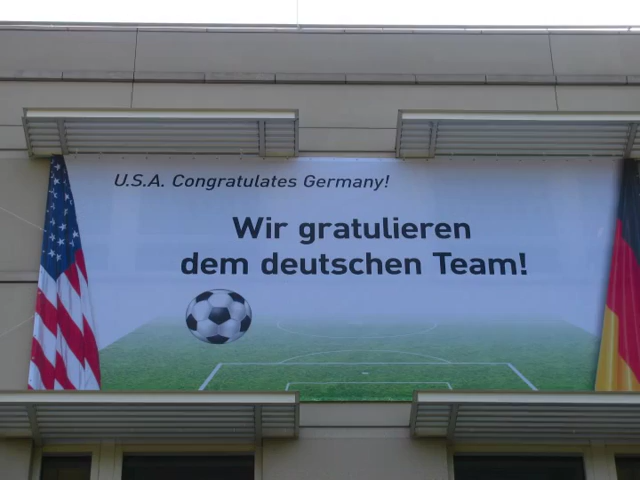 U.S.A. Congratulates Germany!
Wir gratulieren
dem deutschen Team!